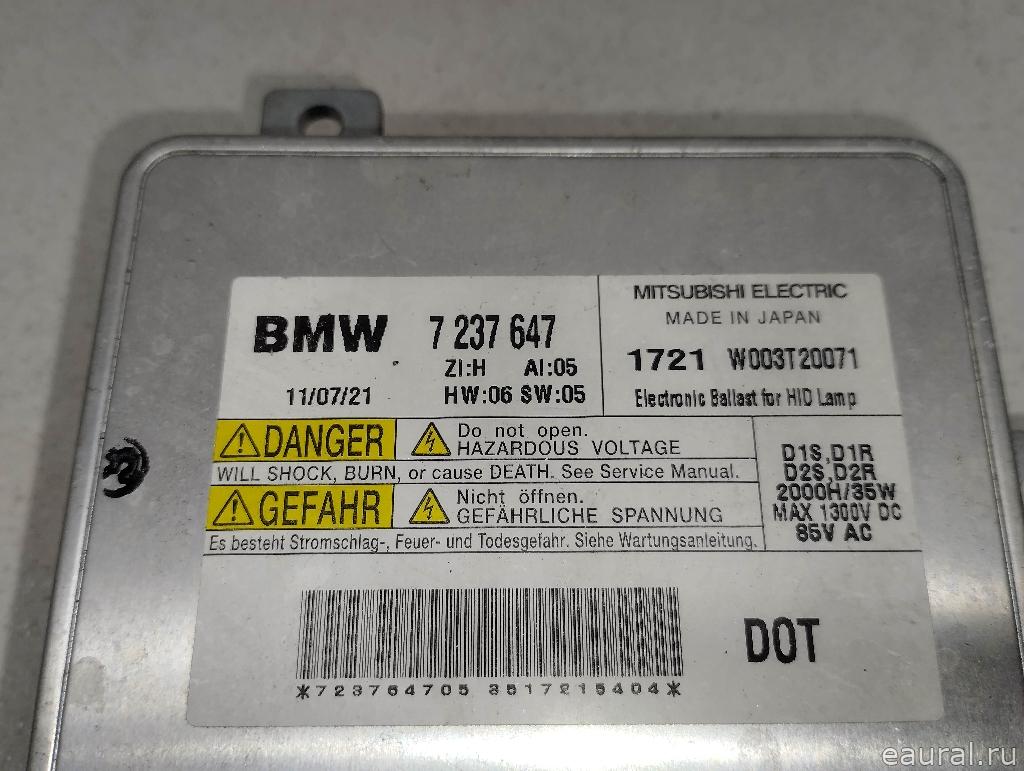 BMW 7 237 647
ZI:H AI:05
11/07/21 HW:06 SW:05
MITSUBISHI ELECTRIC
MADE IN JAPAN
1721 W003T20071
Electronic Ballast for HID Lamp
DANGER
Do not open.
HAZARDOUS VOLTAGE
WILL SHOCK, BURN, or cause DEATH. See Service Manual.
GEFAHR
Nicht öffnen.
GEFÄHRLICHE SPANNUNG
Es besteht Stromschlag-, Feuer- und Todesgefahr. Siehe Wartungsanleitung.
D1S,D1R
D2S,D2R
2000H/35W
MAX 1300V DC
85V AC
*723764705 3517215404*
DOT
eaural.ru